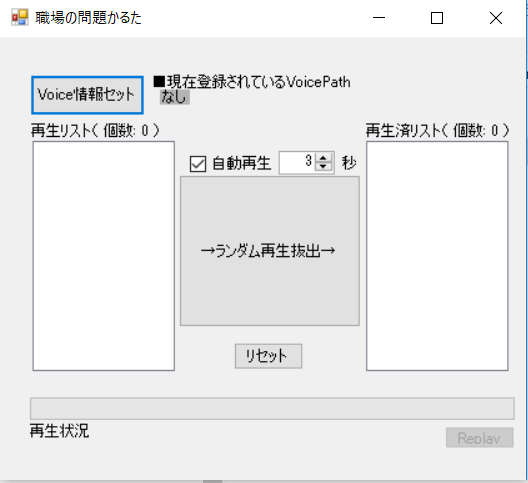 職場の問題かるた
Voice情報セット
■現在登録されているVoicePath
なし
再生リスト( 個数: 0 )
再生済リスト( 個数: 0 )
自動再生 3 秒
→ランダム再生抜出→
リセット
再生状況
Replay